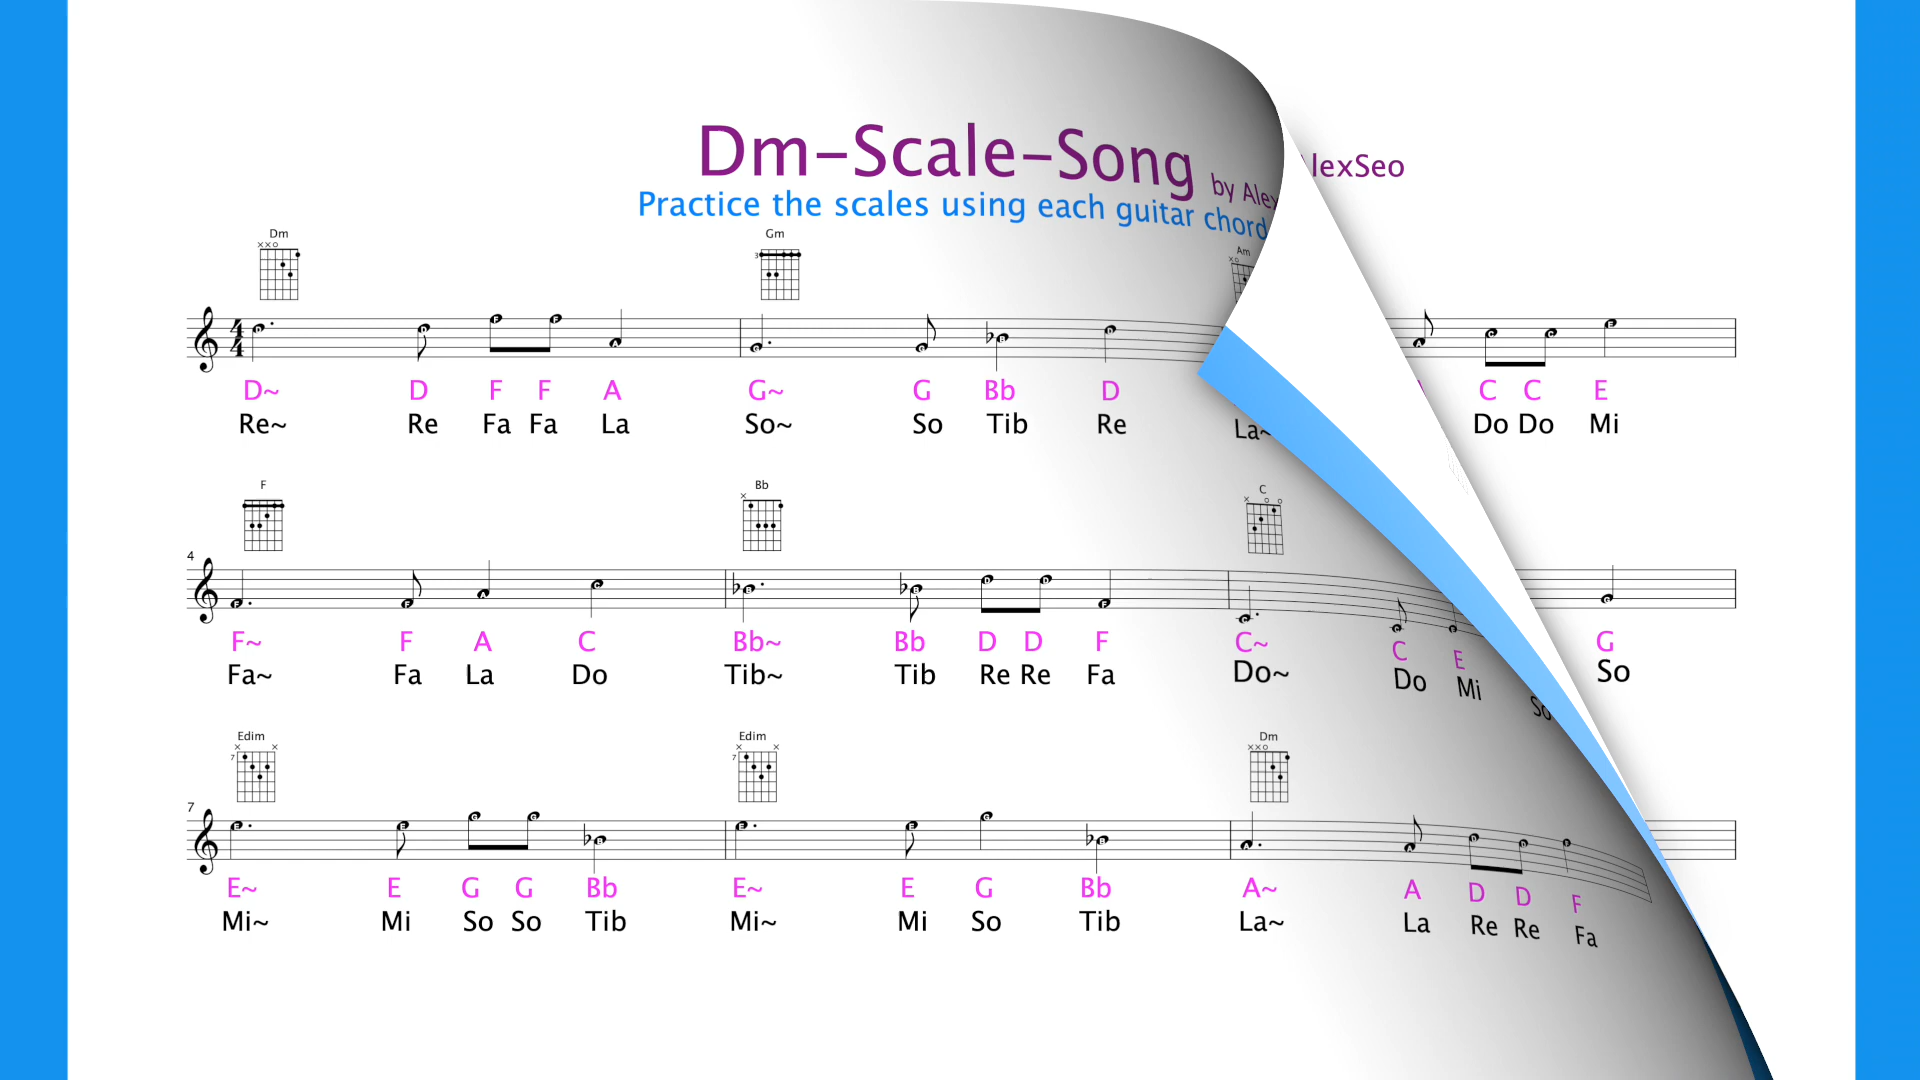 Dm-Scale-Song by Alex lexSeo
Practice the scales using each guitar chord
Dm Gm Am
D~ D F F A G~ G Bb D C C E
Re~ Re Fa Fa La So~ So Tib Re La~ Do Do Mi
F Bb C
4
F~ F A C Bb~ Bb D D F C~ C E G
Fa~ Fa La Do Tib~ Tib Re Re Fa Do~ Do Mi So So
Edim Edim Dm
7
E~ E G G Bb E~ E G Bb A~ A D D F
Mi~ Mi So So Tib Mi~ Mi So Tib La~ La Re Re Fa